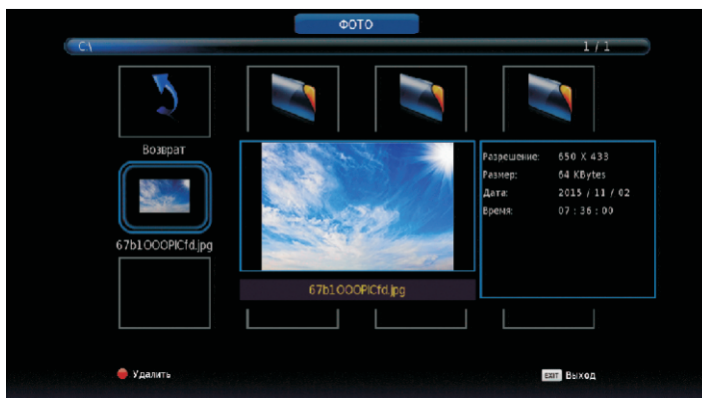 ФОТО
C:\ 1 / 1
Возврат
67b1OOOPICfd.jpg
Разрешение: 650 X 433
Размер: 64 KBytes
Дата: 2015 / 11 / 02
Время: 07 : 36 : 00
67b1OOOPICfd.jpg
Удалить
EXIT Выход